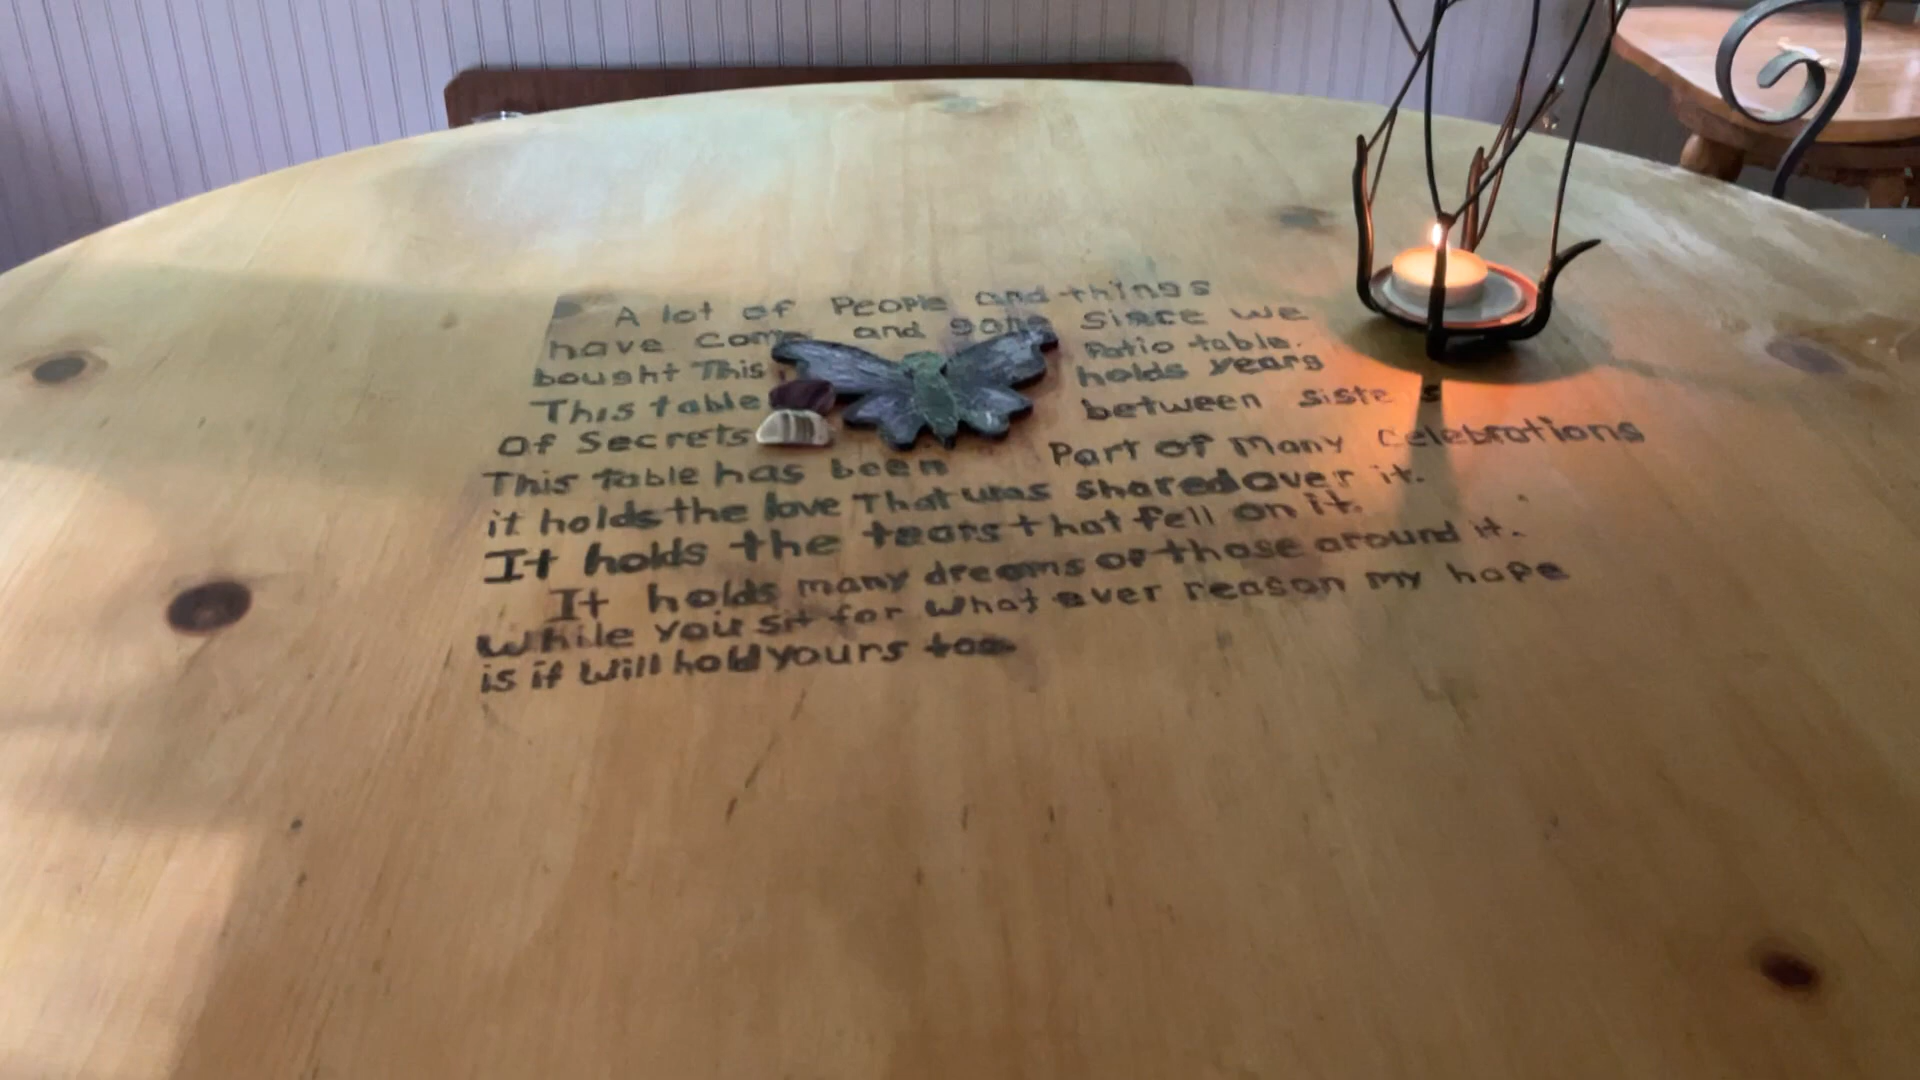 A lot of People and things
have come and gone Since we
bought This Patio table.
This table holds years
Of Secrets between Siste s
This table has been Part of Many Celebrations
it holds the love That was Shared over it.
It holds the tears that fell on it.
It holds many dreams of those around it.
While you sit for what ever reason my hope
is it will hold yours too